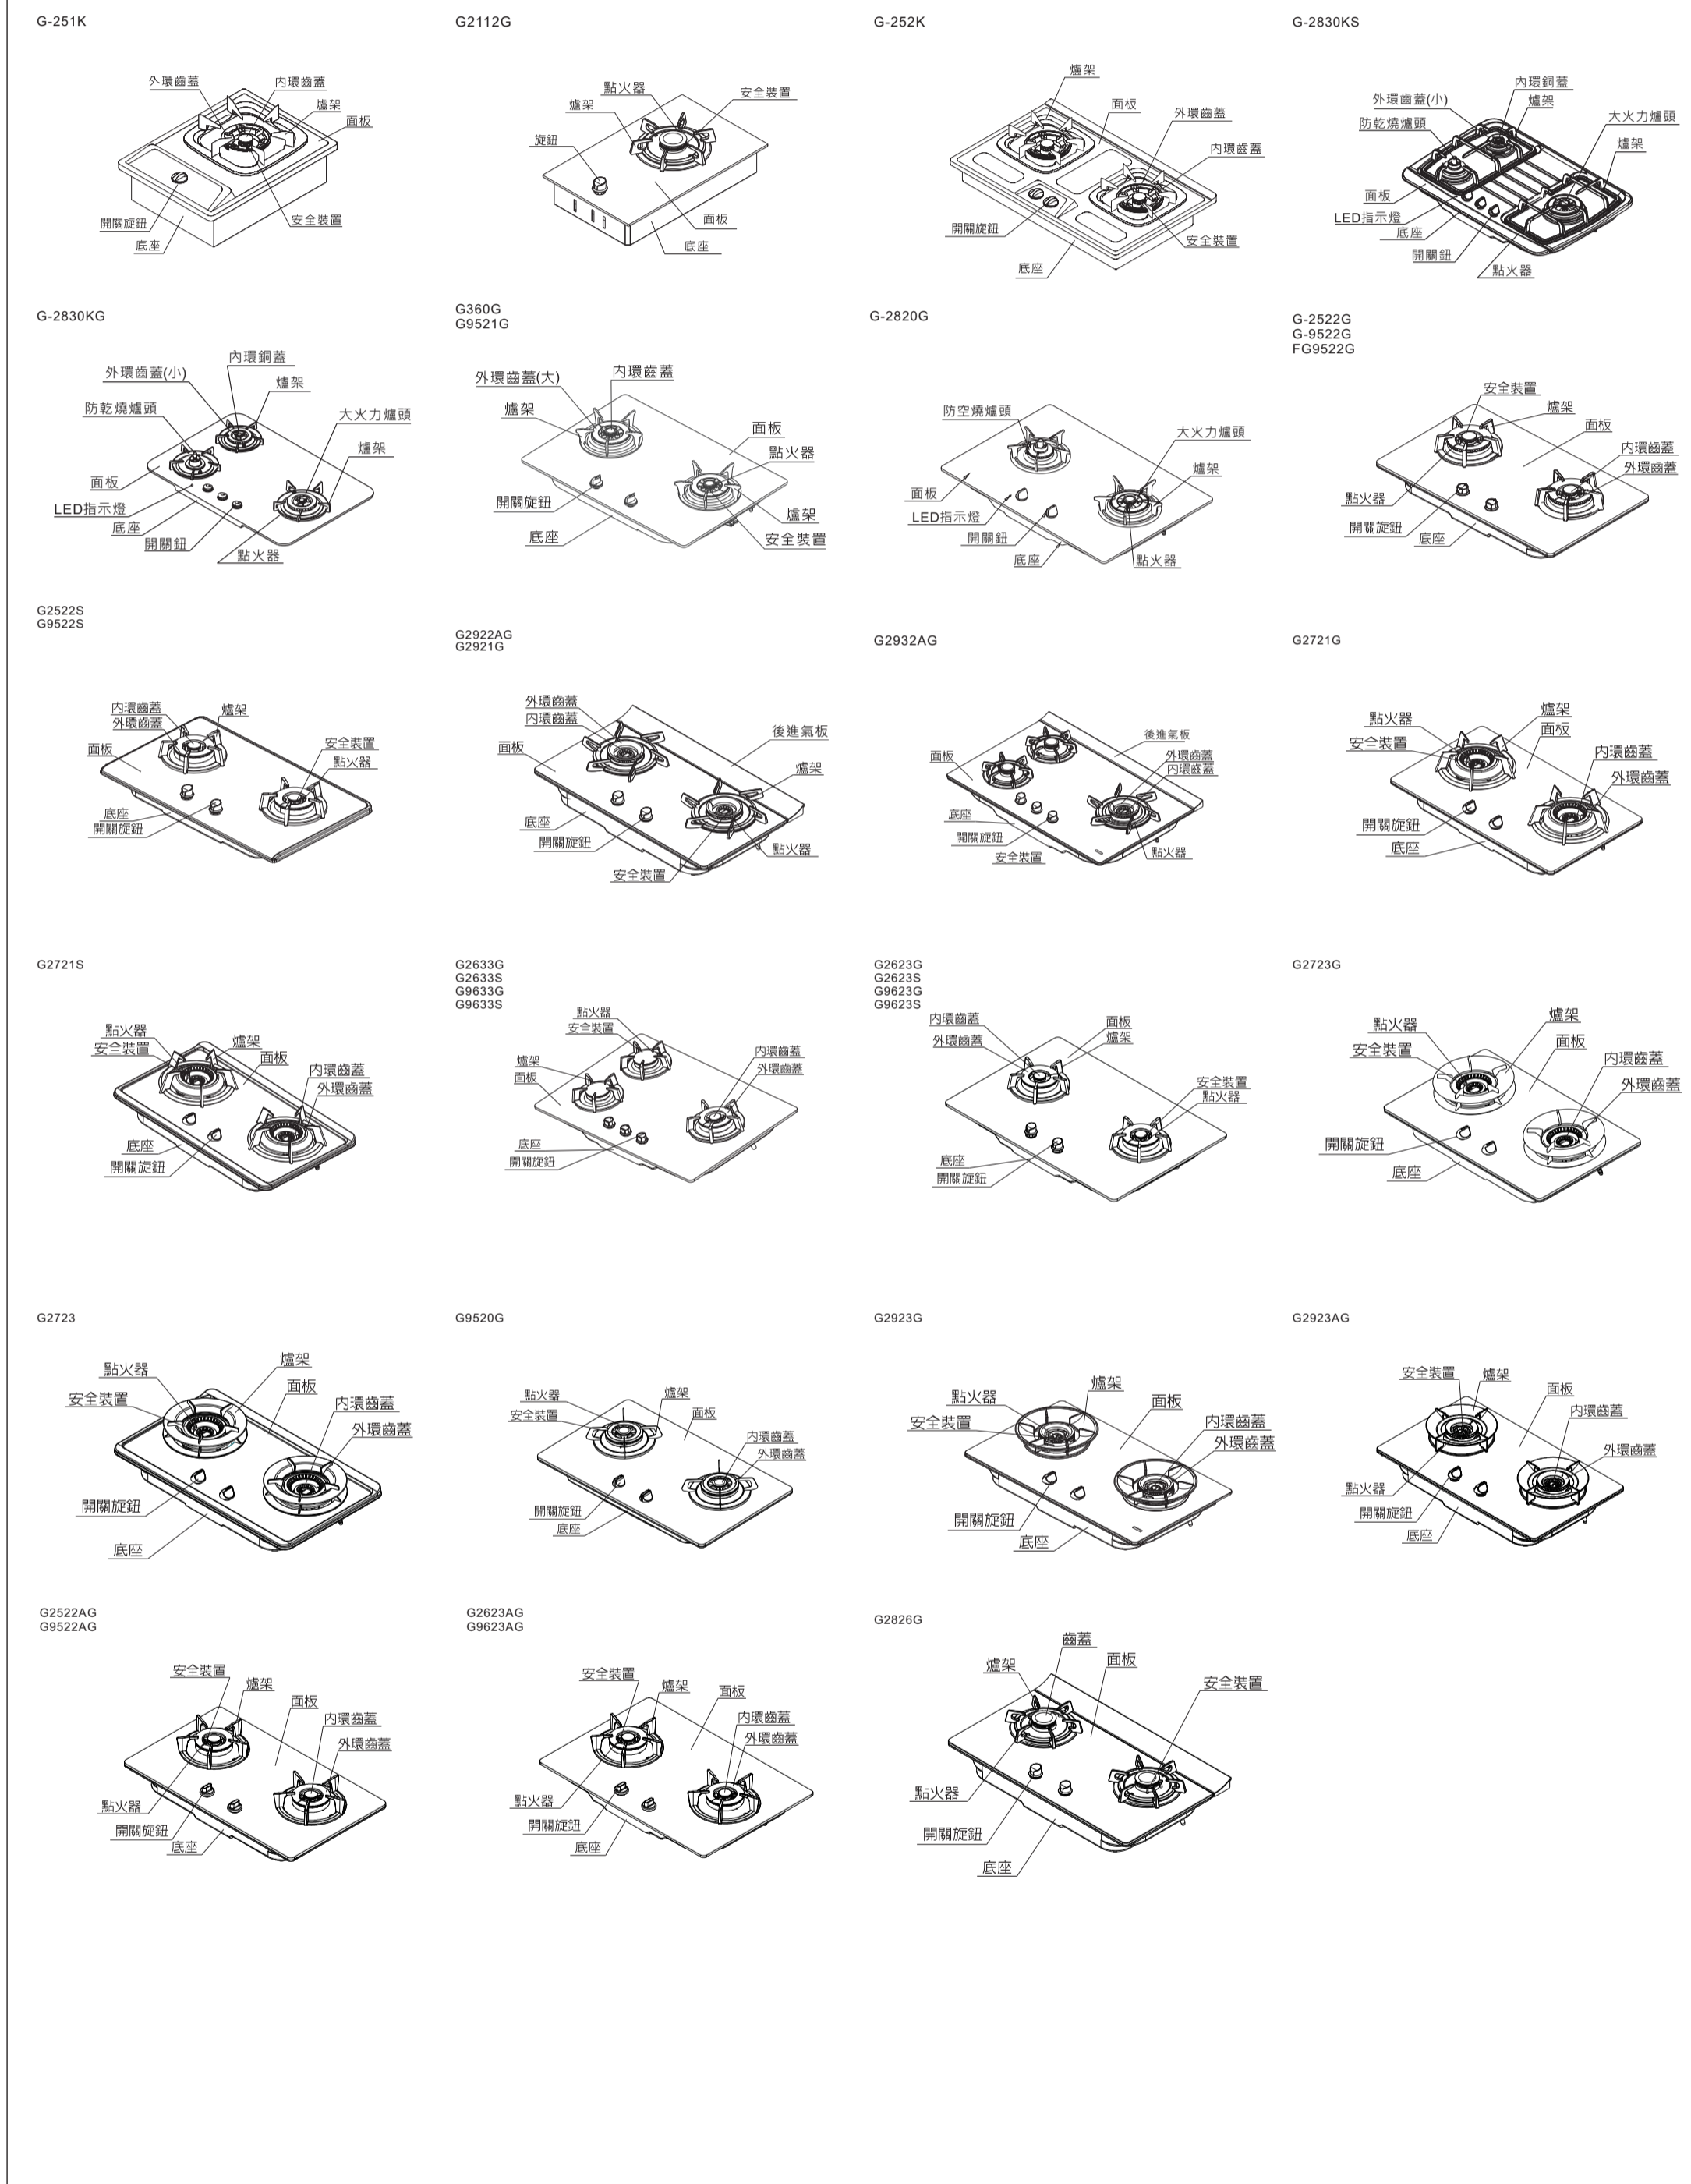 G-251K
外環齒蓋
內環齒蓋
爐架
面板
開關旋鈕
安全裝置
底座
G2112G
點火器
安全裝置
爐架
旋鈕
面板
底座
G-252K
爐架
面板
外環齒蓋
內環齒蓋
開關旋鈕
安全裝置
底座
G-2830KS
內環銅蓋
外環齒蓋(小)
爐架
大火力爐頭
防乾燒爐頭
爐架
面板
LED指示燈
底座
開關鈕
點火器
G-2830KG
內環銅蓋
外環齒蓋(小)
爐架
防乾燒爐頭
大火力爐頭
爐架
面板
LED指示燈
底座
開關鈕
點火器
G360G
G9521G
外環齒蓋(大)
內環齒蓋
爐架
面板
點火器
開關旋鈕
爐架
底座
安全裝置
G-2820G
防空燒爐頭
大火力爐頭
爐架
面板
LED指示燈
開關鈕
底座
點火器
G-2522G
G-9522G
FG9522G
安全裝置
爐架
面板
內環齒蓋
外環齒蓋
點火器
開關旋鈕
底座
G2522S
G9522S
內環齒蓋
爐架
外環齒蓋
安全裝置
面板
點火器
底座
開關旋鈕
G2922AG
G2921G
外環齒蓋
內環齒蓋
後進氣板
面板
爐架
底座
開關旋鈕
點火器
安全裝置
G2932AG
後進氣板
面板
外環齒蓋
內環齒蓋
底座
開關旋鈕
點火器
安全裝置
G2721G
爐架
點火器
面板
安全裝置
內環齒蓋
外環齒蓋
開關旋鈕
底座
G2721S
點火器
爐架
安全裝置
面板
內環齒蓋
外環齒蓋
底座
開關旋鈕
G2633G
G2633S
G9633G
G9633S
點火器
安全裝置
內環齒蓋
爐架
外環齒蓋
面板
底座
開關旋鈕
G2623G
G2623S
G9623G
G9623S
內環齒蓋
面板
外環齒蓋
爐架
安全裝置
點火器
底座
開關旋鈕
G2723G
爐架
點火器
面板
安全裝置
內環齒蓋
外環齒蓋
開關旋鈕
底座
G2723
爐架
點火器
面板
安全裝置
內環齒蓋
外環齒蓋
開關旋鈕
底座
G9520G
點火器
爐架
安全裝置
面板
內環齒蓋
外環齒蓋
開關旋鈕
底座
G2923G
爐架
點火器
面板
安全裝置
內環齒蓋
外環齒蓋
開關旋鈕
底座
G2923AG
安全裝置
爐架
面板
內環齒蓋
外環齒蓋
點火器
開關旋鈕
底座
G2522AG
G9522AG
安全裝置
爐架
面板
內環齒蓋
外環齒蓋
點火器
開關旋鈕
底座
G2623AG
G9623AG
安全裝置
爐架
面板
內環齒蓋
外環齒蓋
點火器
開關旋鈕
底座
G2826G
齒蓋
爐架
面板
安全裝置
點火器
開關旋鈕
底座